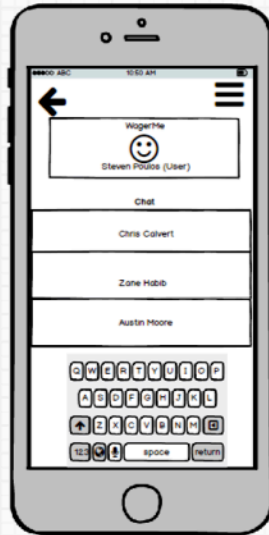 ABC 10:50 AM
WagerMe
Steven Poulos (User)
Chat
Chris Calvert
Zane Habib
Austin Moore
Q W E R T Y U I O P
A S D F G H J K L
Z X C V B N M
123 space return